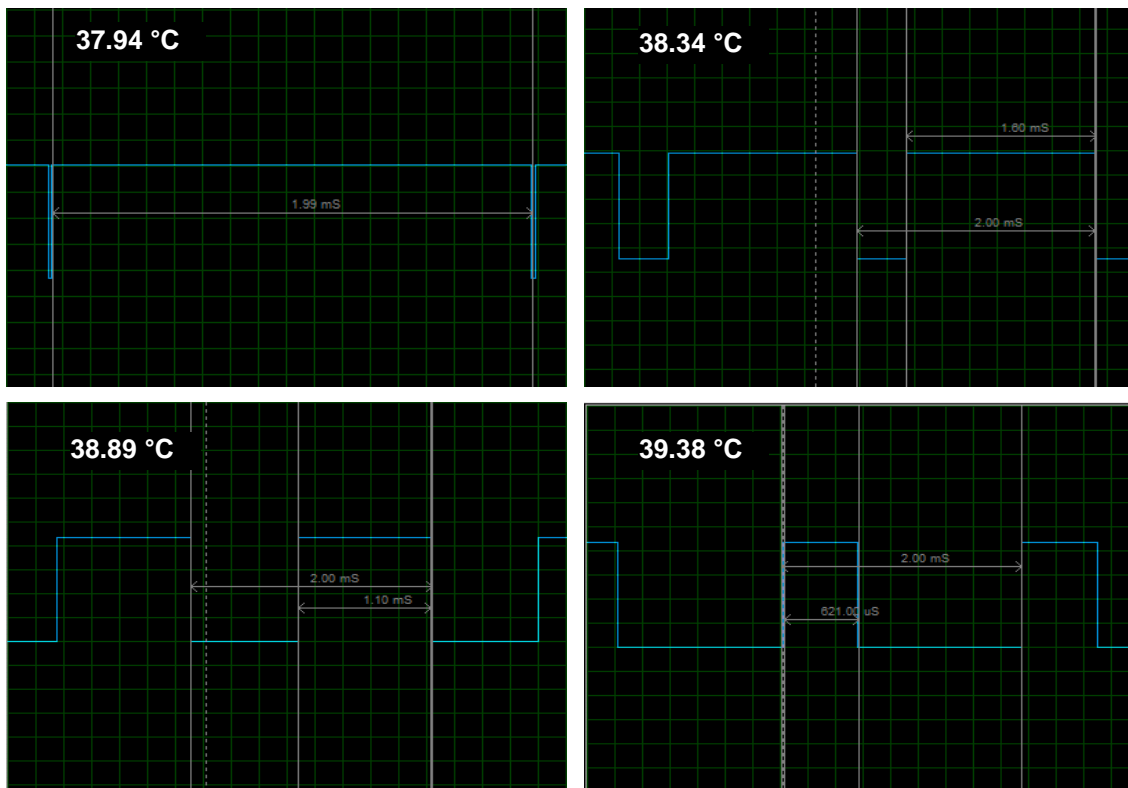 37.94 °C
1.99 mS
38.34 °C
1.60 mS
2.00 mS
38.89 °C
2.00 mS
1.10 mS
39.38 °C
2.00 mS
621.00 uS